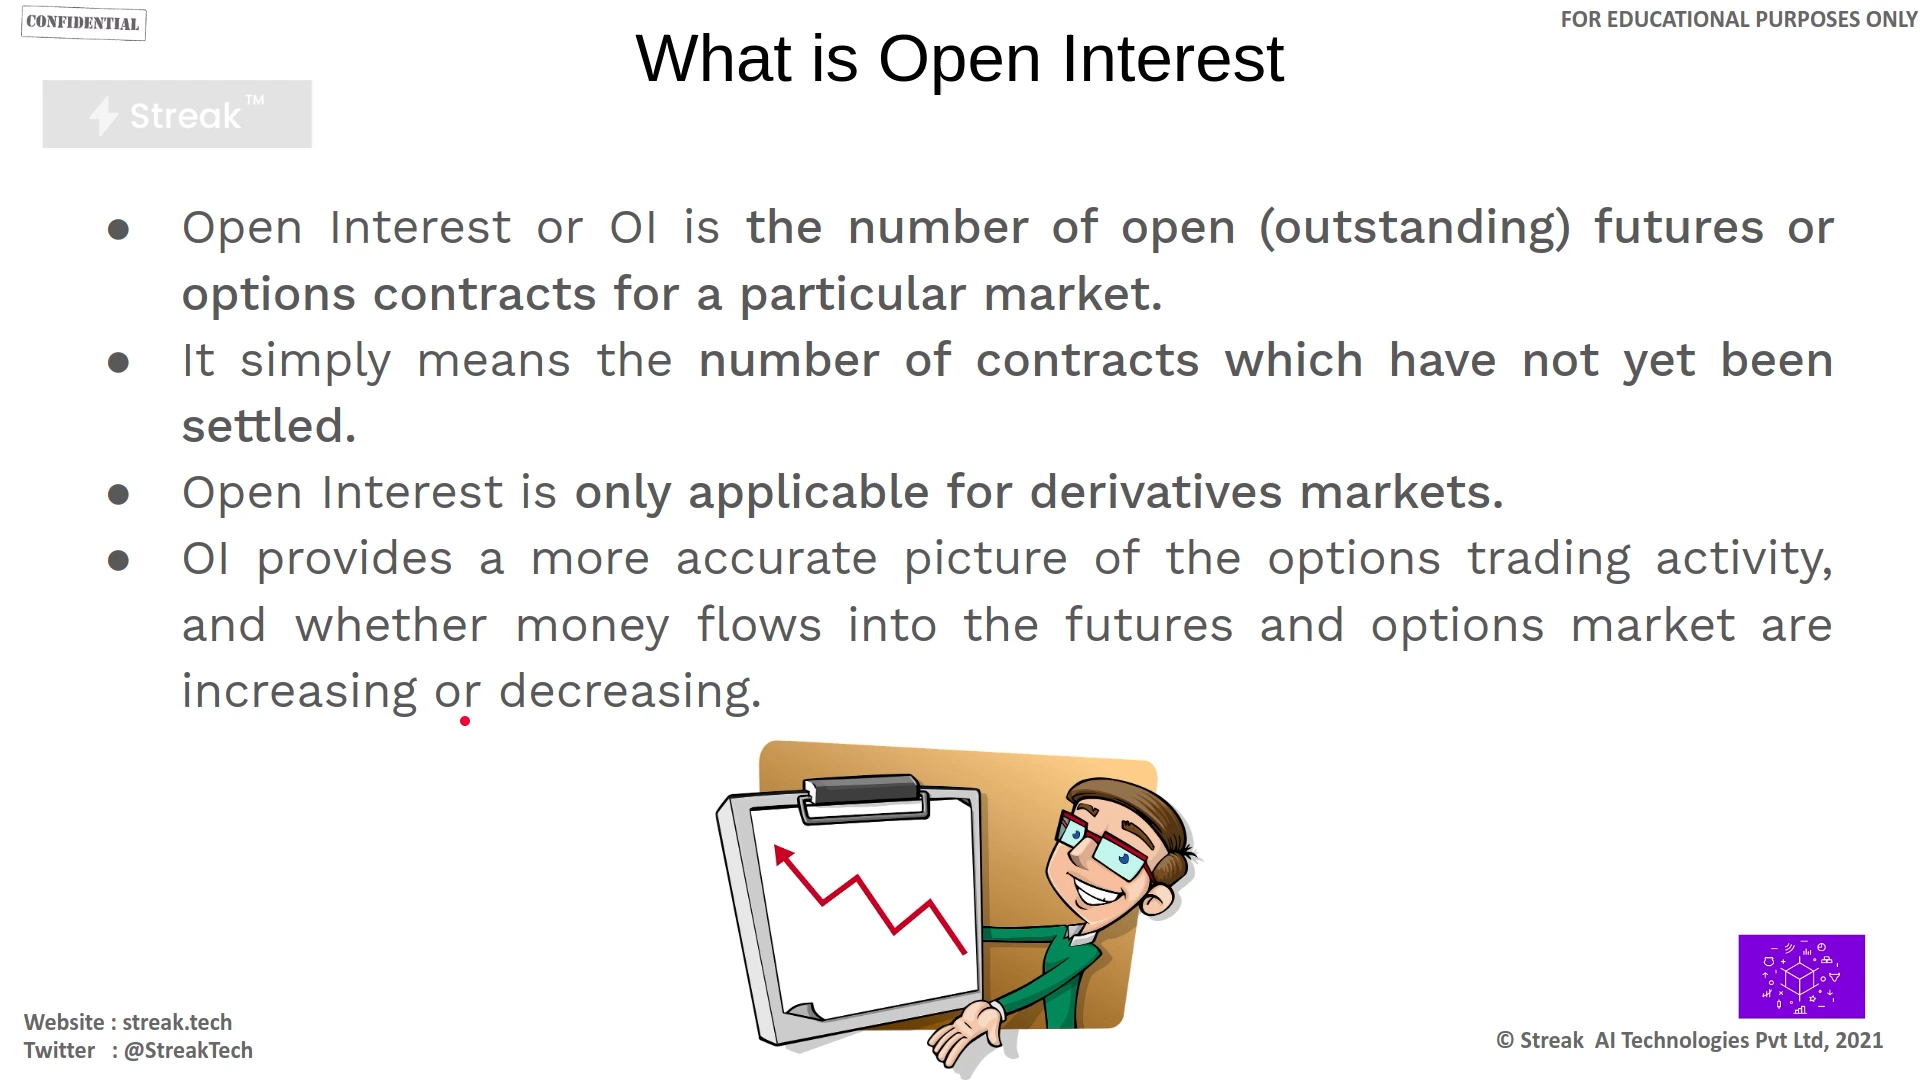 CONFIDENTIAL
FOR EDUCATIONAL PURPOSES ONLY
What is Open Interest
Streak™
● Open Interest or OI is the number of open (outstanding) futures or
options contracts for a particular market.
● It simply means the number of contracts which have not yet been
settled.
● Open Interest is only applicable for derivatives markets.
● OI provides a more accurate picture of the options trading activity,
and whether money flows into the futures and options market are
increasing or decreasing.
Website : streak.tech
Twitter : @StreakTech
© Streak AI Technologies Pvt Ltd, 2021